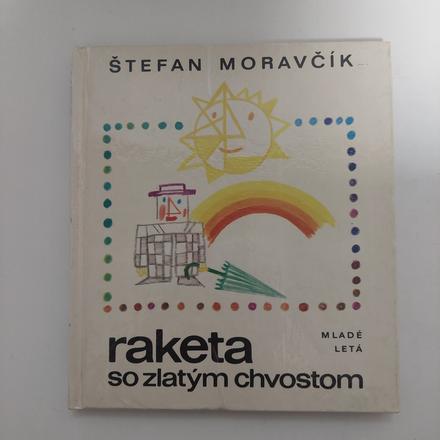 ŠTEFAN MORAVČÍK
MLADÉ
LETÁ
raketa
so zlatým chvostom